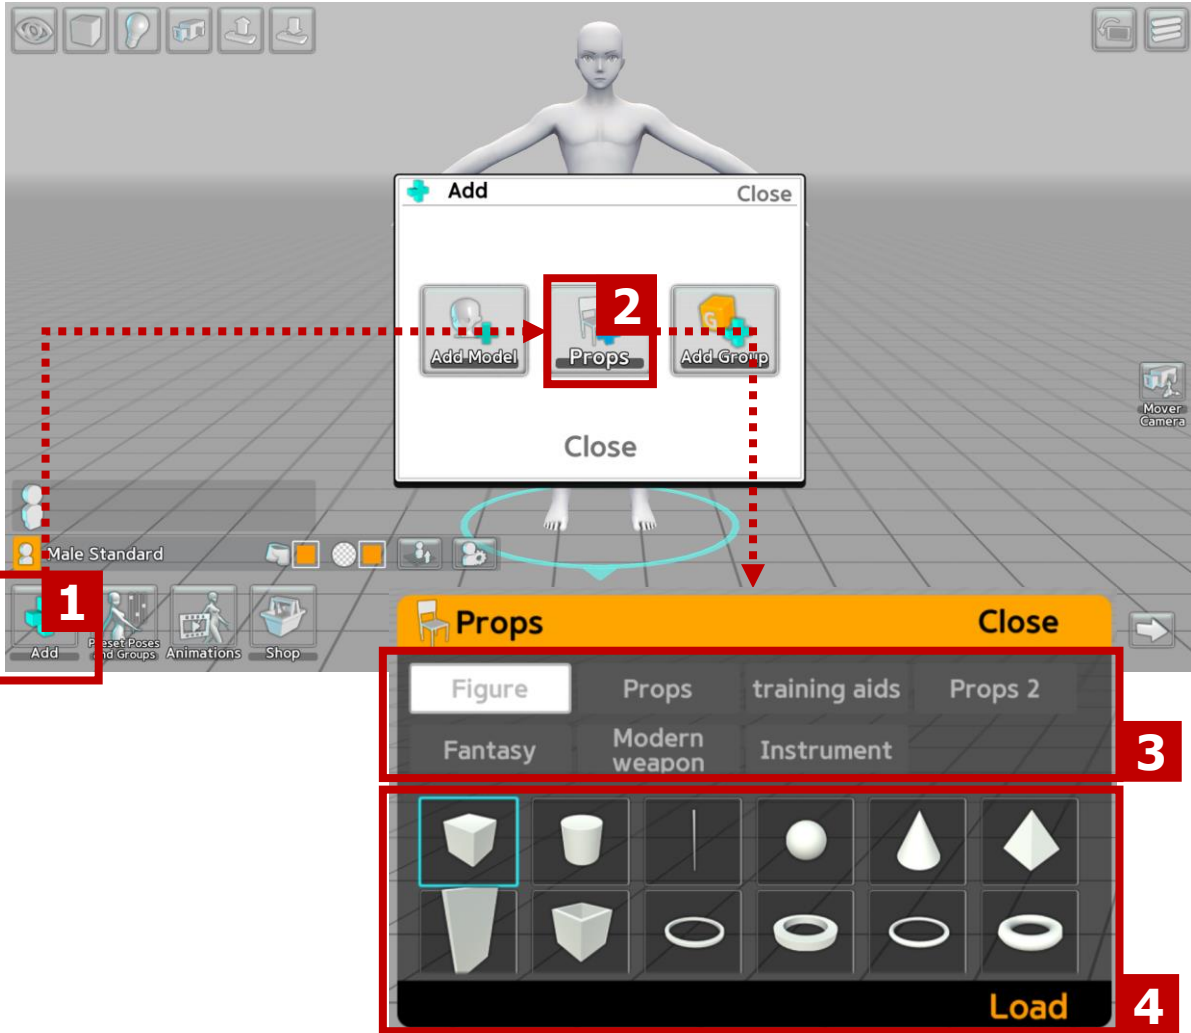 Add
Close
2
Add Model
Props
G
Add Group
Close
Mover
Camera
Male Standard
1
Add
Preset Poses
and Groups
Animations
Shop
Props
Close
Figure
Props
training aids
Props 2
Fantasy
Modern
weapon
Instrument
3
Load
4